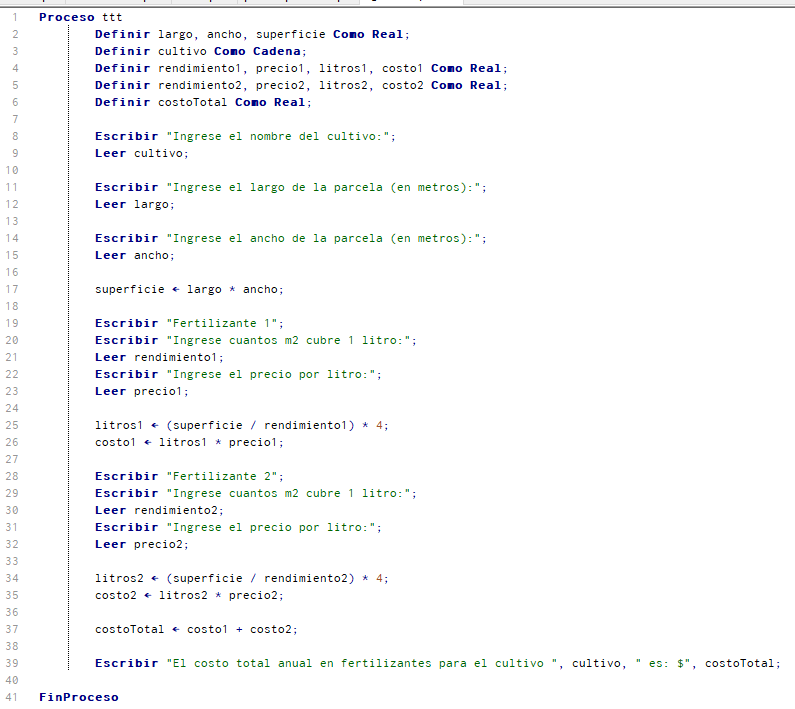 1 Proceso ttt
2 Definir largo, ancho, superficie Como Real;
3 Definir cultivo Como Cadena;
4 Definir rendimiento1, precio1, litros1, costo1 Como Real;
5 Definir rendimiento2, precio2, litros2, costo2 Como Real;
6 Definir costoTotal Como Real;
7
8 Escribir "Ingrese el nombre del cultivo:";
9 Leer cultivo;
10
11 Escribir "Ingrese el largo de la parcela (en metros):";
12 Leer largo;
13
14 Escribir "Ingrese el ancho de la parcela (en metros):";
15 Leer ancho;
16
17 superficie ← largo * ancho;
18
19 Escribir "Fertilizante 1";
20 Escribir "Ingrese cuantos m2 cubre 1 litro:";
21 Leer rendimiento1;
22 Escribir "Ingrese el precio por litro:";
23 Leer precio1;
24
25 litros1 ← (superficie / rendimiento1) * 4;
26 costo1 ← litros1 * precio1;
27
28 Escribir "Fertilizante 2";
29 Escribir "Ingrese cuantos m2 cubre 1 litro:";
30 Leer rendimiento2;
31 Escribir "Ingrese el precio por litro:";
32 Leer precio2;
33
34 litros2 ← (superficie / rendimiento2) * 4;
35 costo2 ← litros2 * precio2;
36
37 costoTotal ← costo1 + costo2;
38
39 Escribir "El costo total anual en fertilizantes para el cultivo ", cultivo, " es: $", costoTotal;
40
41 FinProceso